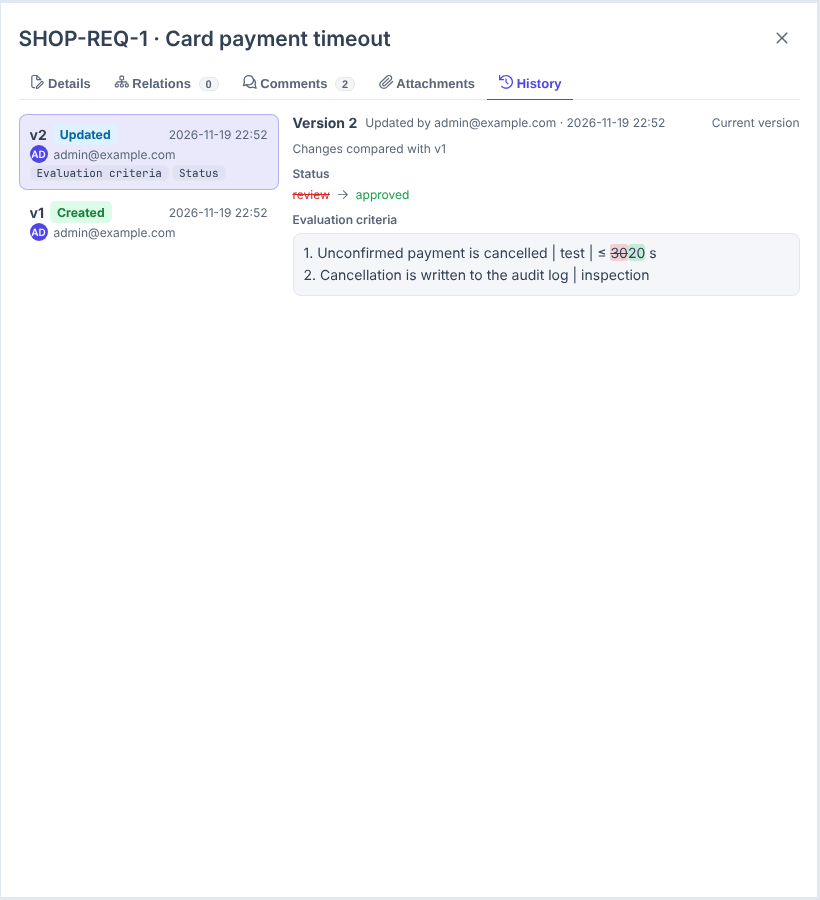 SHOP-REQ-1 · Card payment timeout
Details Relations 0 Comments 2 Attachments History
v2 Updated 2026-11-19 22:52
AD admin@example.com
Evaluation criteria Status
v1 Created 2026-11-19 22:52
AD admin@example.com
Version 2 Updated by admin@example.com · 2026-11-19 22:52 Current version
Changes compared with v1
Status
review → approved
Evaluation criteria
1. Unconfirmed payment is cancelled | test | ≤ 3020 s
2. Cancellation is written to the audit log | inspection